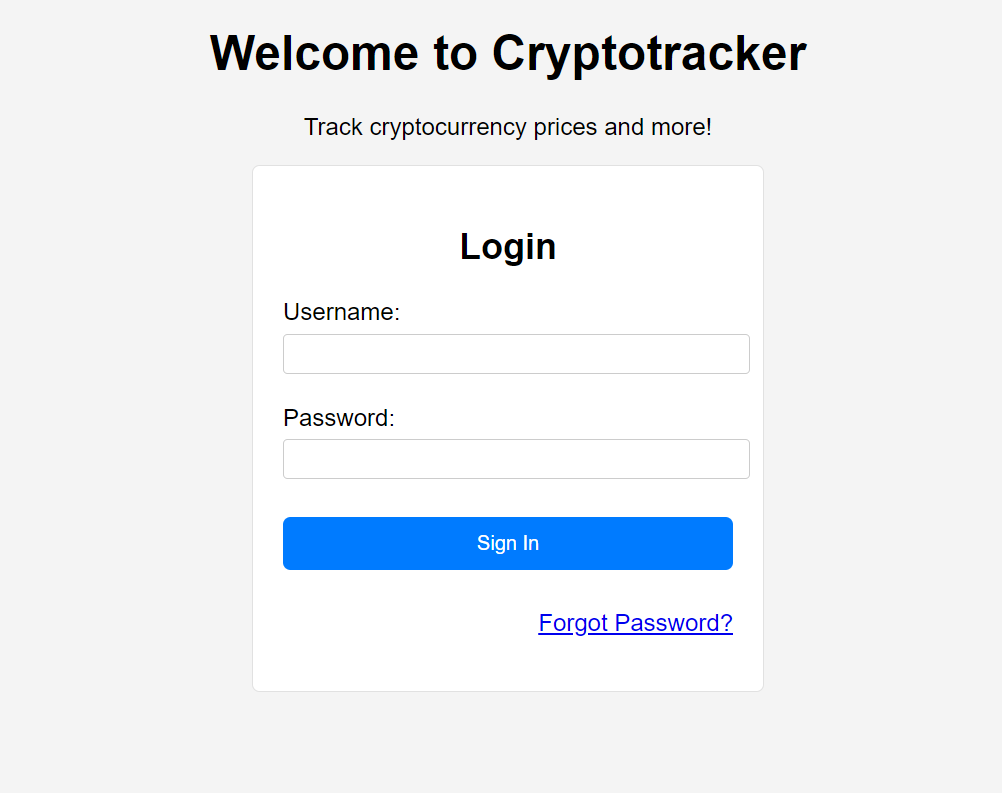 Welcome to Cryptotracker
Track cryptocurrency prices and more!
Login
Username:
Password:
Sign In
Forgot Password?